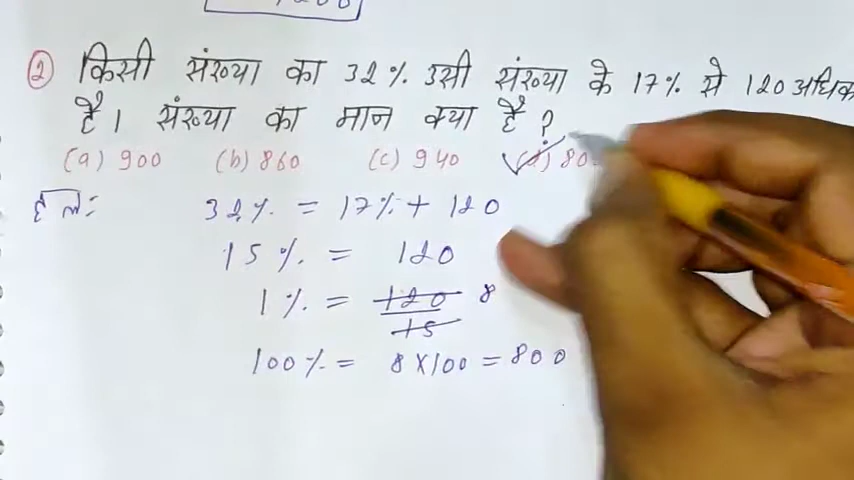 ② किसी संख्या का 32% उसी संख्या के 17% से 120 अधिक
है। संख्या का मान क्या है ?
(a) 900 (b) 860 (c) 940 (d)
हल:
32% = 17% + 120
15% = 120
1% = 120/15 8
100% = 8×100 = 800